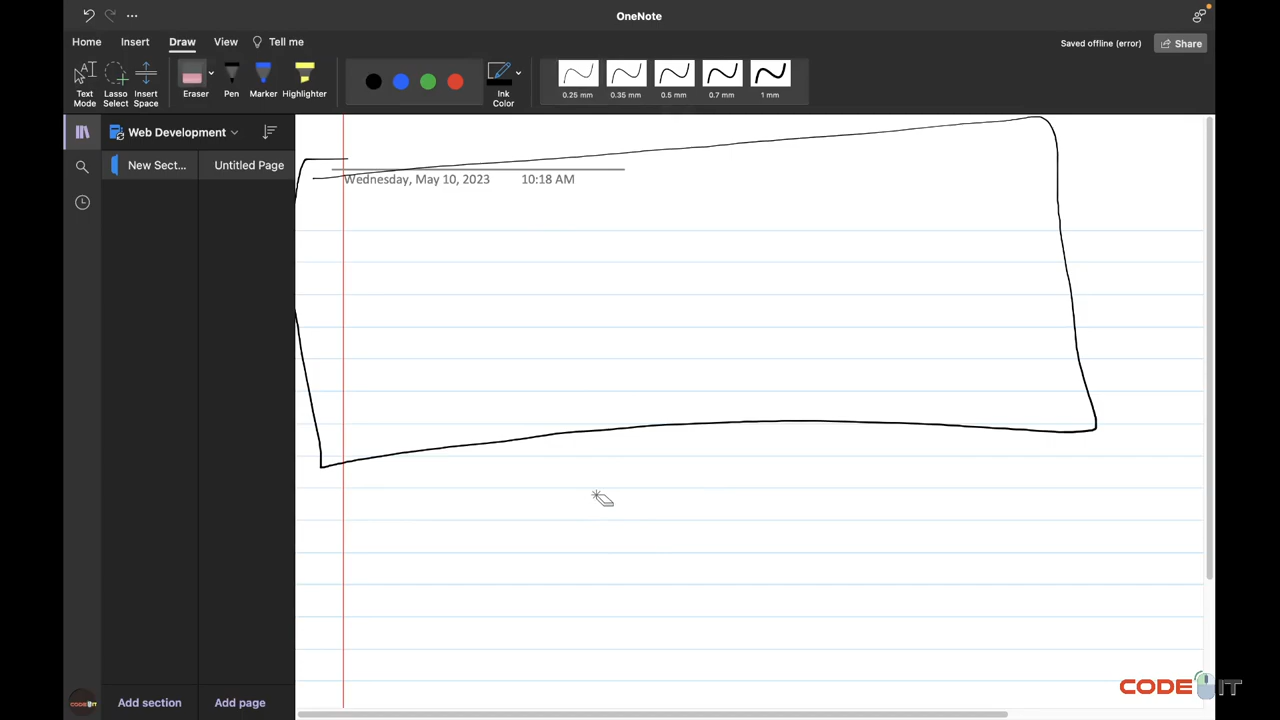 OneNote
Home Insert Draw View Tell me
Saved offline (error) Share
Text Mode
Lasso Select
Insert Space
Eraser
Pen
Marker
Highlighter
Ink Color
0.25 mm
0.35 mm
0.5 mm
0.7 mm
1 mm
Web Development
New Sect...
Untitled Page
Wednesday, May 10, 2023 10:18 AM
Add section
Add page
CODE IT